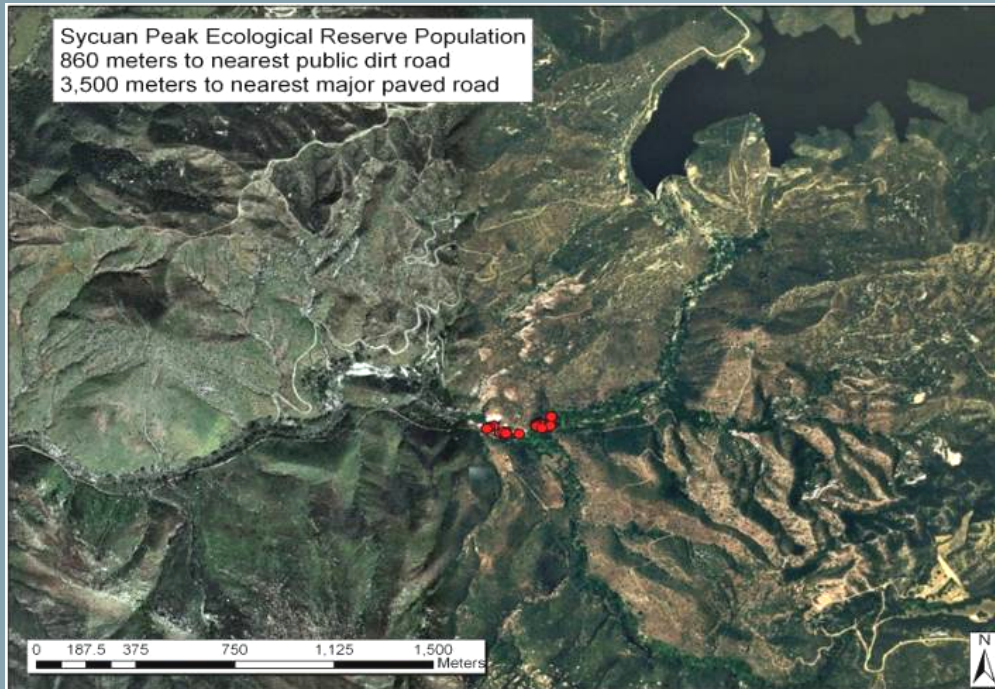 Sycuan Peak Ecological Reserve Population
860 meters to nearest public dirt road
3,500 meters to nearest major paved road
0 187.5 375 750 1,125 1,500
Meters
N